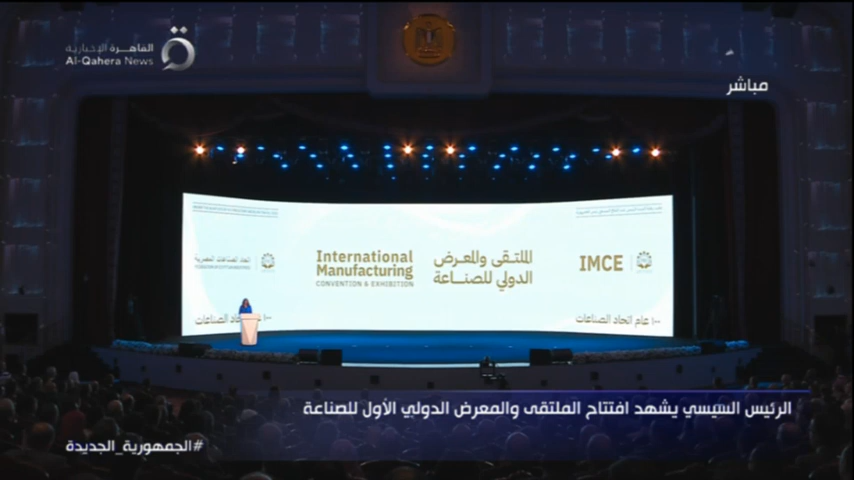 القاهرة الإخبارية
Al-Qahera News
مباشر
International
Manufacturing
CONVENTION & EXHIBITION
الملتقى والمعرض
الدولي للصناعة
IMCE
اتحاد الصناعات المصرية
١٠٠ عام اتحاد الصناعات
١٠٠ عام اتحاد الصناعات
الرئيس السيسي يشهد افتتاح الملتقى والمعرض الدولي الأول للصناعة
#الجمهورية_الجديدة